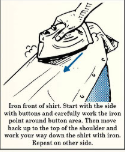 Iron front of shirt. Start with the side
with buttons and carefully work the iron
point around button area. Then move
back up to the top of the shoulder and
work your way down the shirt with iron.
Repeat on other side.